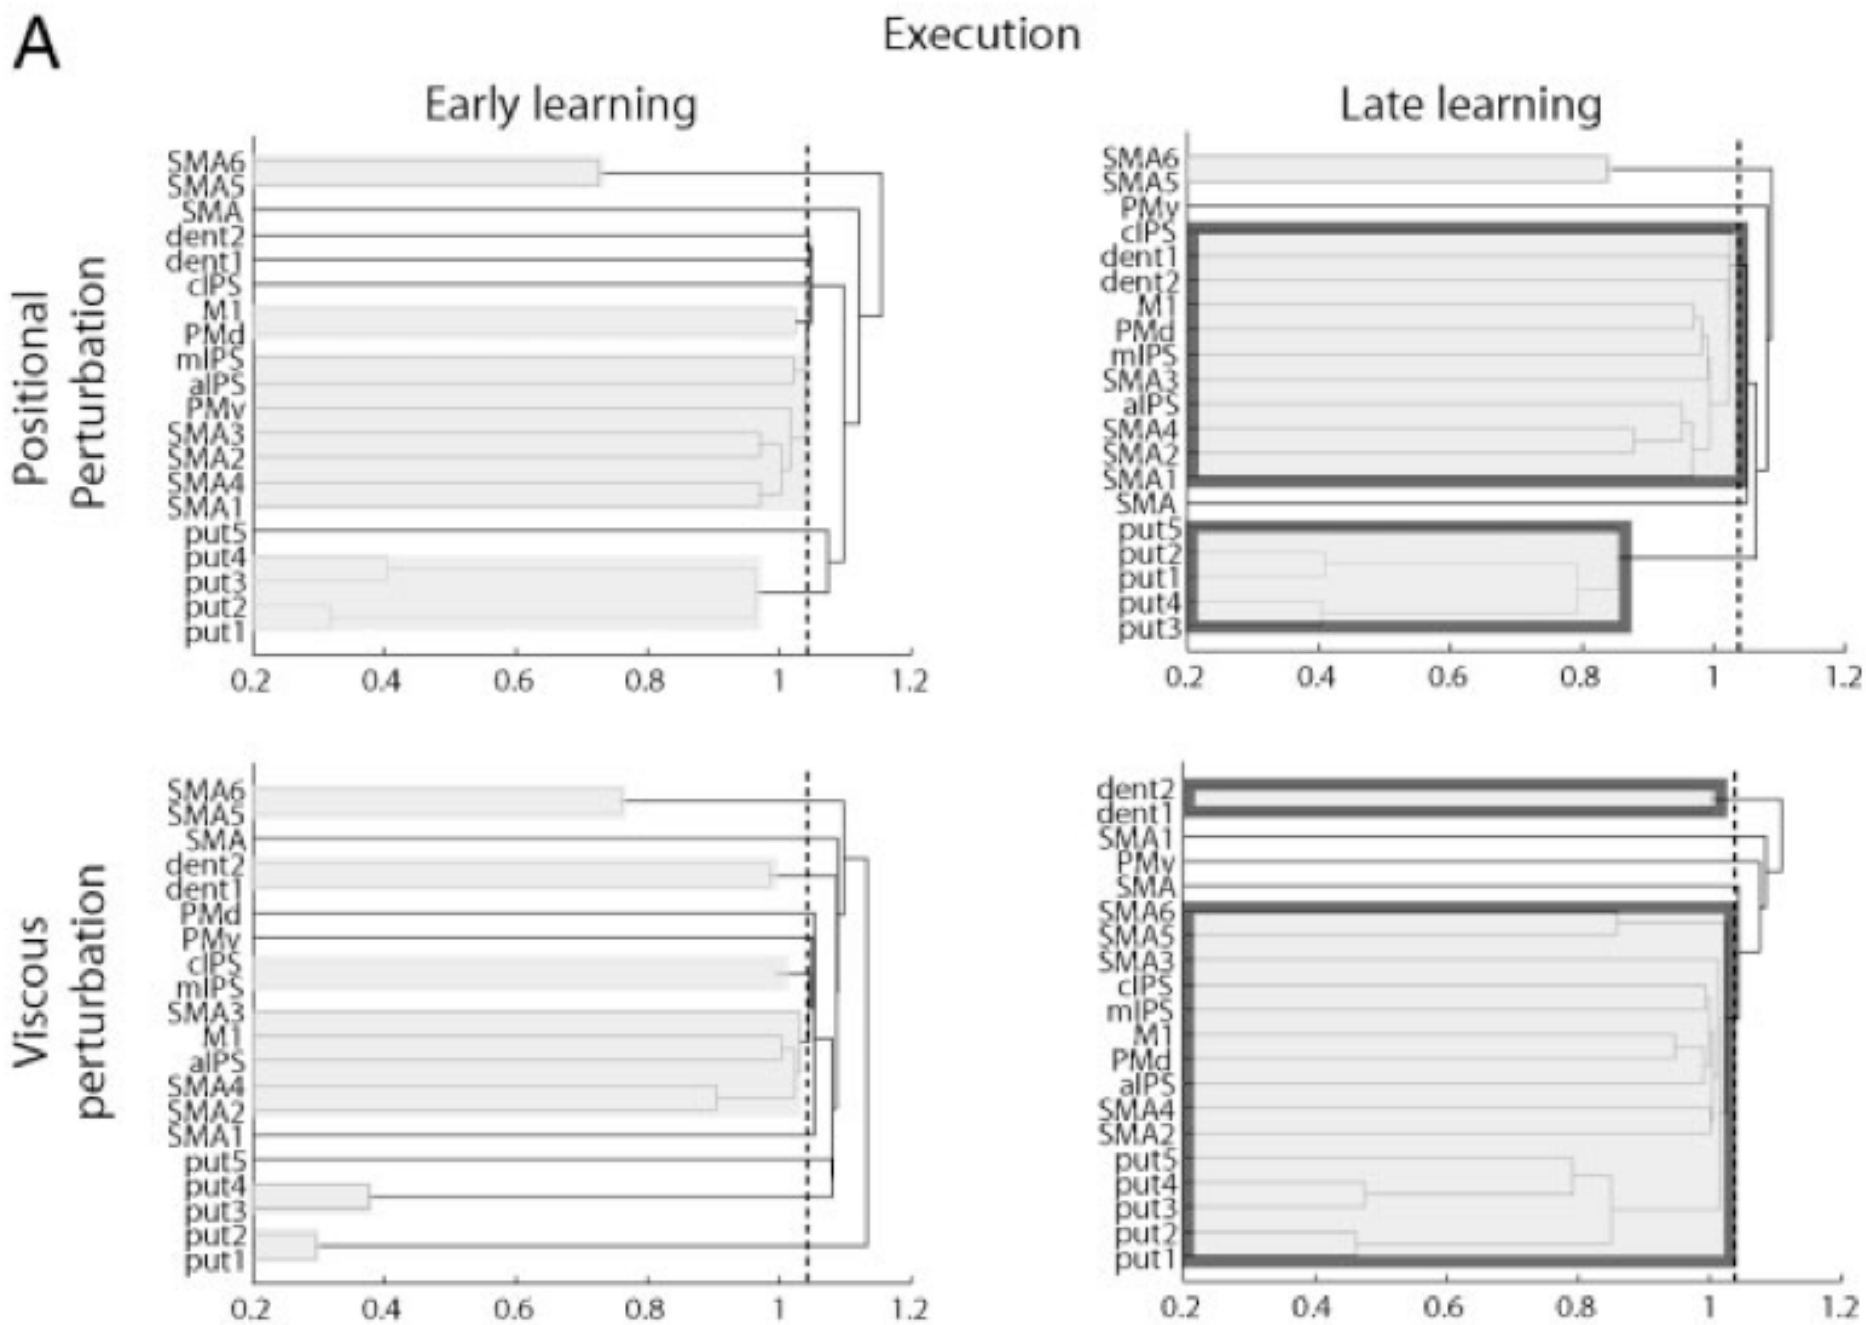 A
Execution
Early learning
Late learning
Positional
Perturbation
SMA6
SMA5
SMA
dent2
dent1
cIPS
M1
PMd
mIPS
aIPS
PMv
SMA3
SMA2
SMA4
SMA1
put5
put4
put3
put2
put1
0.2 0.4 0.6 0.8 1 1.2
SMA6
SMA5
PMv
cIPS
dent1
dent2
M1
PMd
mIPS
SMA3
aIPS
SMA4
SMA2
SMA1
SMA
put5
put2
put1
put4
put3
0.2 0.4 0.6 0.8 1 1.2
Viscous
perturbation
SMA6
SMA5
SMA
dent2
dent1
PMd
PMv
cIPS
mIPS
SMA3
M1
aIPS
SMA4
SMA2
SMA1
put5
put4
put3
put2
put1
0.2 0.4 0.6 0.8 1 1.2
dent2
dent1
SMA1
PMv
SMA
SMA6
SMA5
SMA3
cIPS
mIPS
M1
PMd
aIPS
SMA4
SMA2
put5
put4
put3
put2
put1
0.2 0.4 0.6 0.8 1 1.2